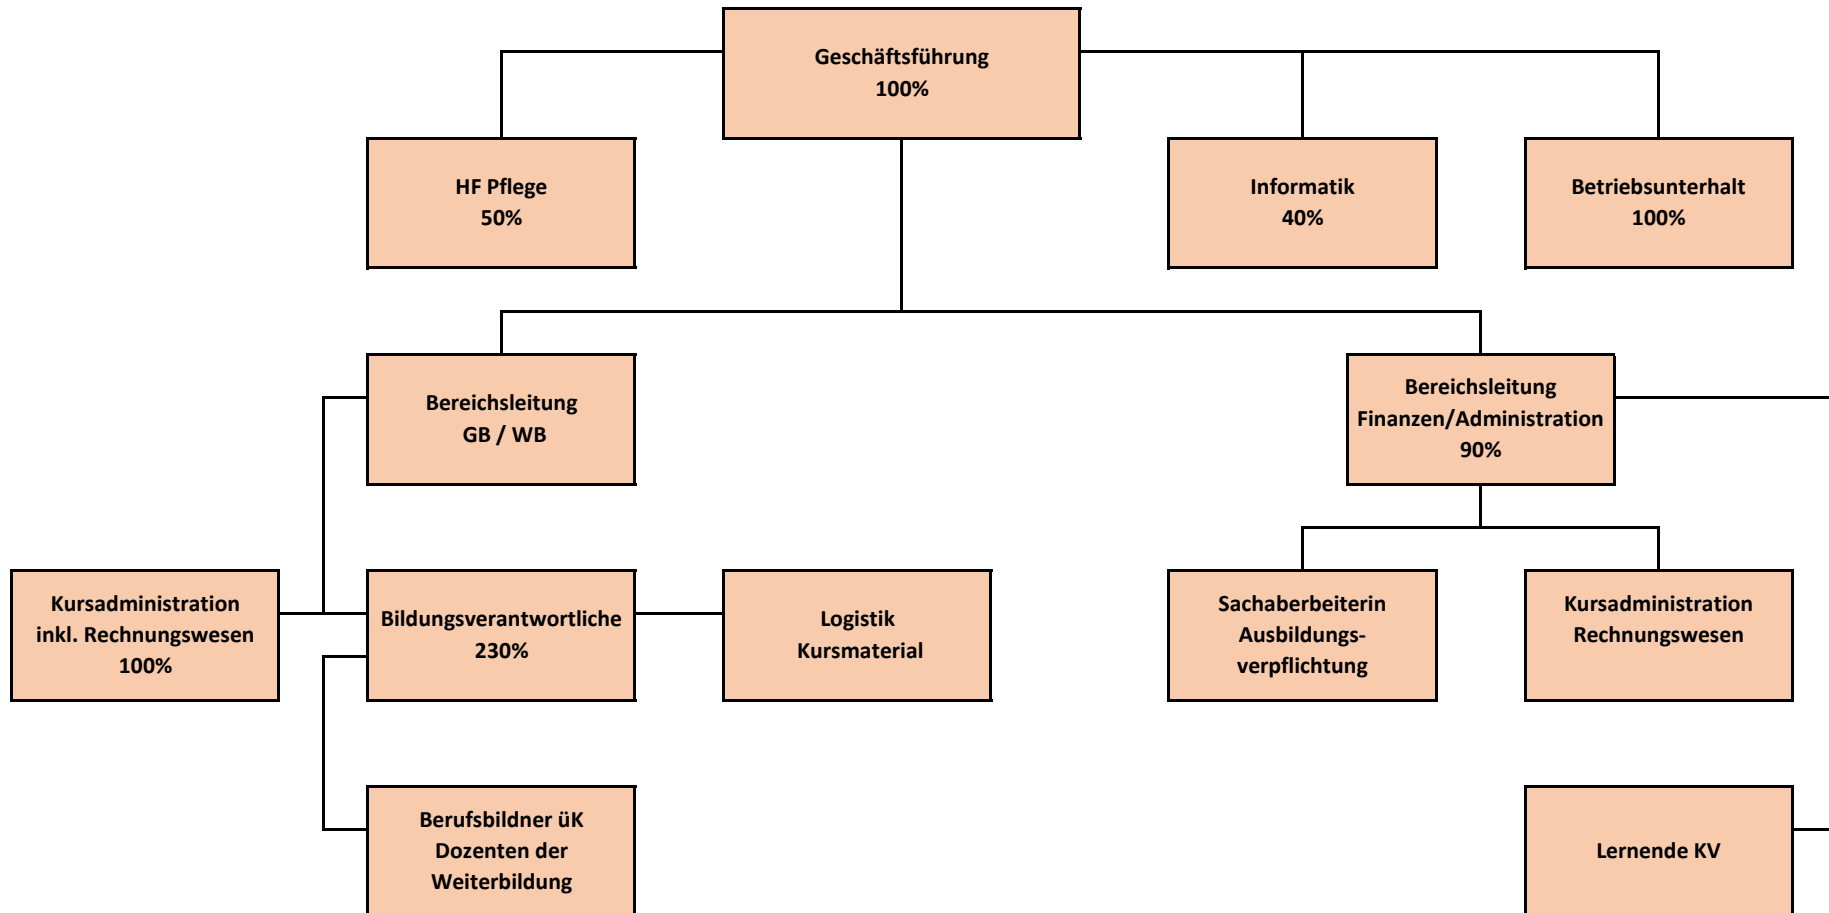 Geschäftsführung
100%
HF Pflege
50%
Informatik
40%
Betriebsunterhalt
100%
Bereichsleitung
GB / WB
Bereichsleitung
Finanzen/Administration
90%
Kursadministration
inkl. Rechnungswesen
100%
Bildungsverantwortliche
230%
Logistik
Kursmaterial
Sachaberbeiterin
Ausbildungs-
verpflichtung
Kursadministration
Rechnungswesen
Berufsbildner üK
Dozenten der
Weiterbildung
Lernende KV